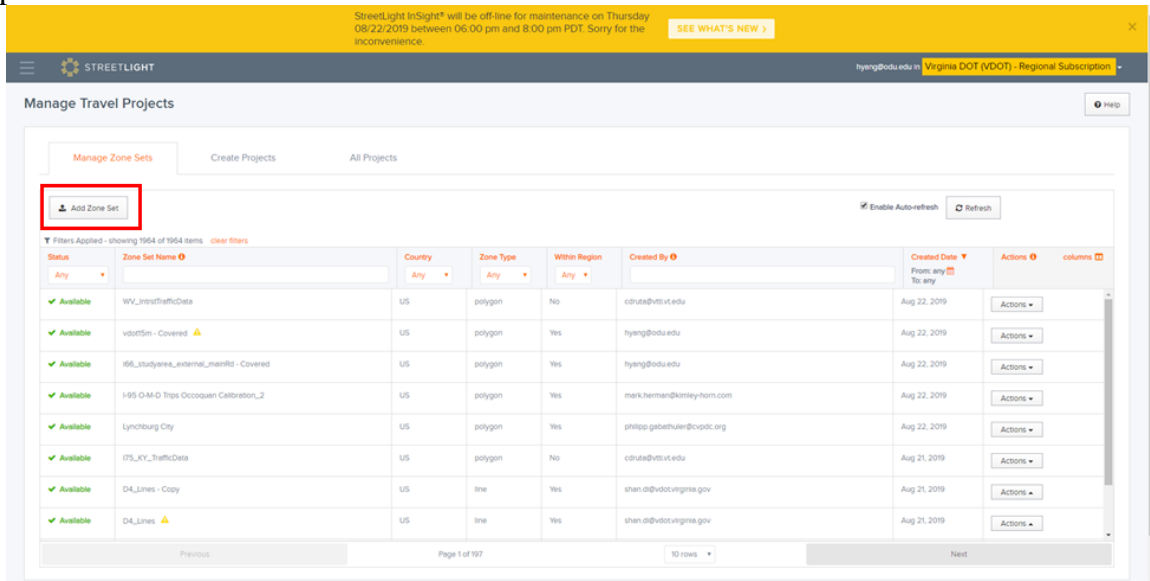 StreetLight InSight® will be off-line for maintenance on Thursday
08/22/2019 between 06:00 pm and 8:00 pm PDT. Sorry for the
inconvenience.
SEE WHAT'S NEW >
×
STREETLIGHT
hyang@odu.edu in Virginia DOT (VDOT) - Regional Subscription
Manage Travel Projects
Help
Manage Zone Sets Create Projects All Projects
Add Zone Set
Enable Auto-refresh Refresh
Filters Applied - showing 1964 of 1964 items clear filters
Status Zone Set Name Country Zone Type Within Region Created By Created Date ▼ Actions columns
Any Any Any Any From: any
To: any
Available WV_IntrstTrafficData US polygon No cdruta@vtti.vt.edu Aug 22, 2019 Actions
Available vdot15m - Covered US polygon Yes hyang@odu.edu Aug 22, 2019 Actions
Available I66_studyarea_external_mainRd - Covered US polygon Yes hyang@odu.edu Aug 22, 2019 Actions
Available I-95 O-M-D Trips Occoquan Calibration_2 US polygon Yes mark.herman@kimley-horn.com Aug 22, 2019 Actions
Available Lynchburg City US polygon Yes philipp.gabathuler@cvpdc.org Aug 22, 2019 Actions
Available I75_KY_TrafficData US polygon No cdruta@vtti.vt.edu Aug 21, 2019 Actions
Available D4_Lines - Copy US line Yes shan.di@vdot.virginia.gov Aug 21, 2019 Actions
Available D4_Lines US line Yes shan.di@vdot.virginia.gov Aug 21, 2019 Actions
Previous Page 1 of 197 10 rows Next